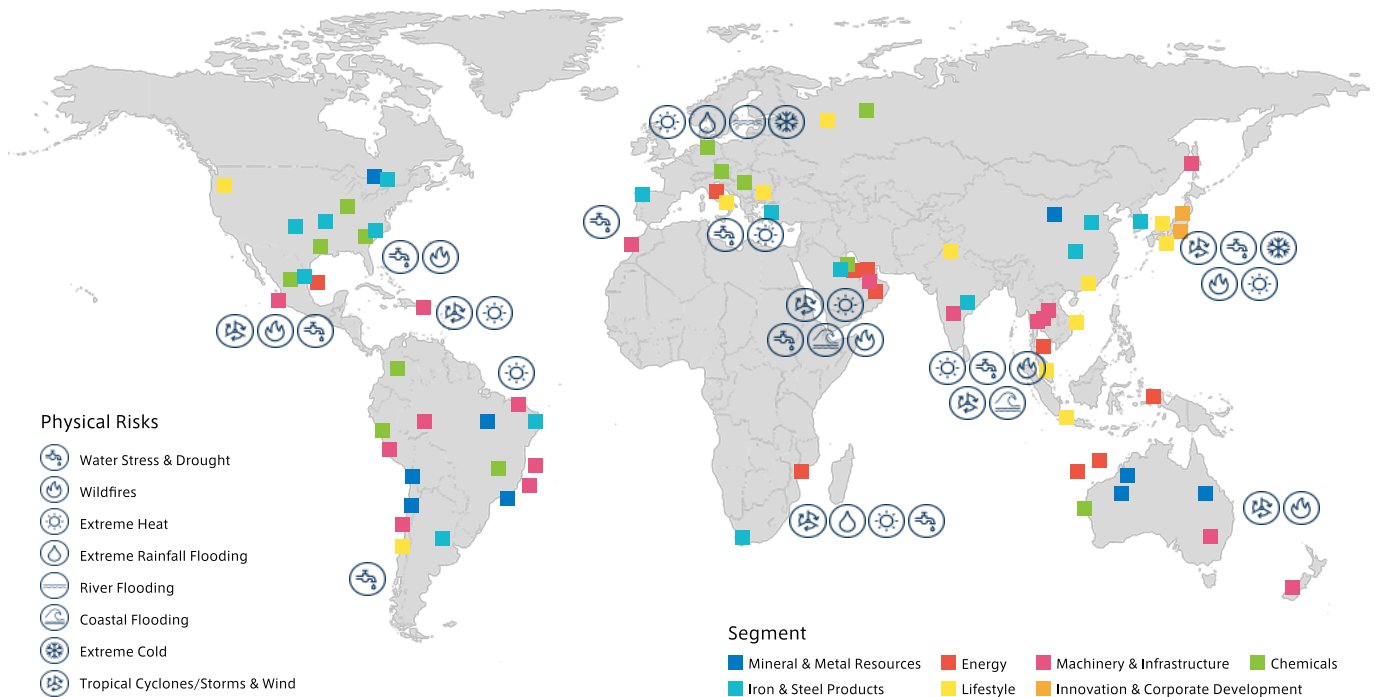 Physical Risks
Water Stress & Drought
Wildfires
Extreme Heat
Extreme Rainfall Flooding
River Flooding
Coastal Flooding
Extreme Cold
Tropical Cyclones/Storms & Wind
Segment
Mineral & Metal Resources Energy Machinery & Infrastructure Chemicals
Iron & Steel Products Lifestyle Innovation & Corporate Development